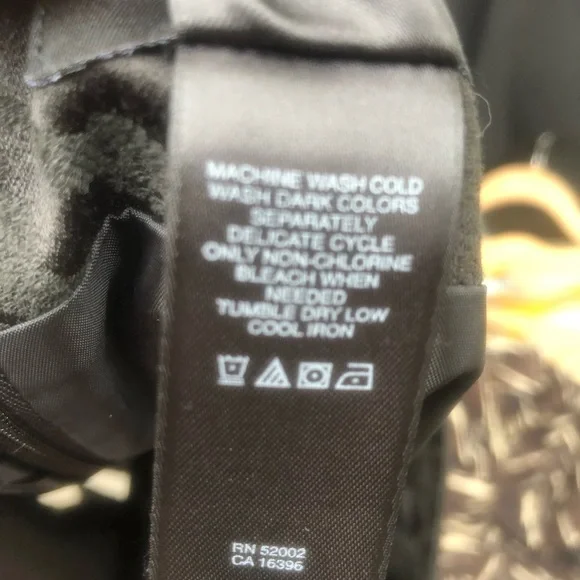 MACHINE WASH COLD
WASH DARK COLORS
SEPARATELY
DELICATE CYCLE
ONLY NON-CHLORINE
BLEACH WHEN
NEEDED
TUMBLE DRY LOW
COOL IRON
RN 52002
CA 16396